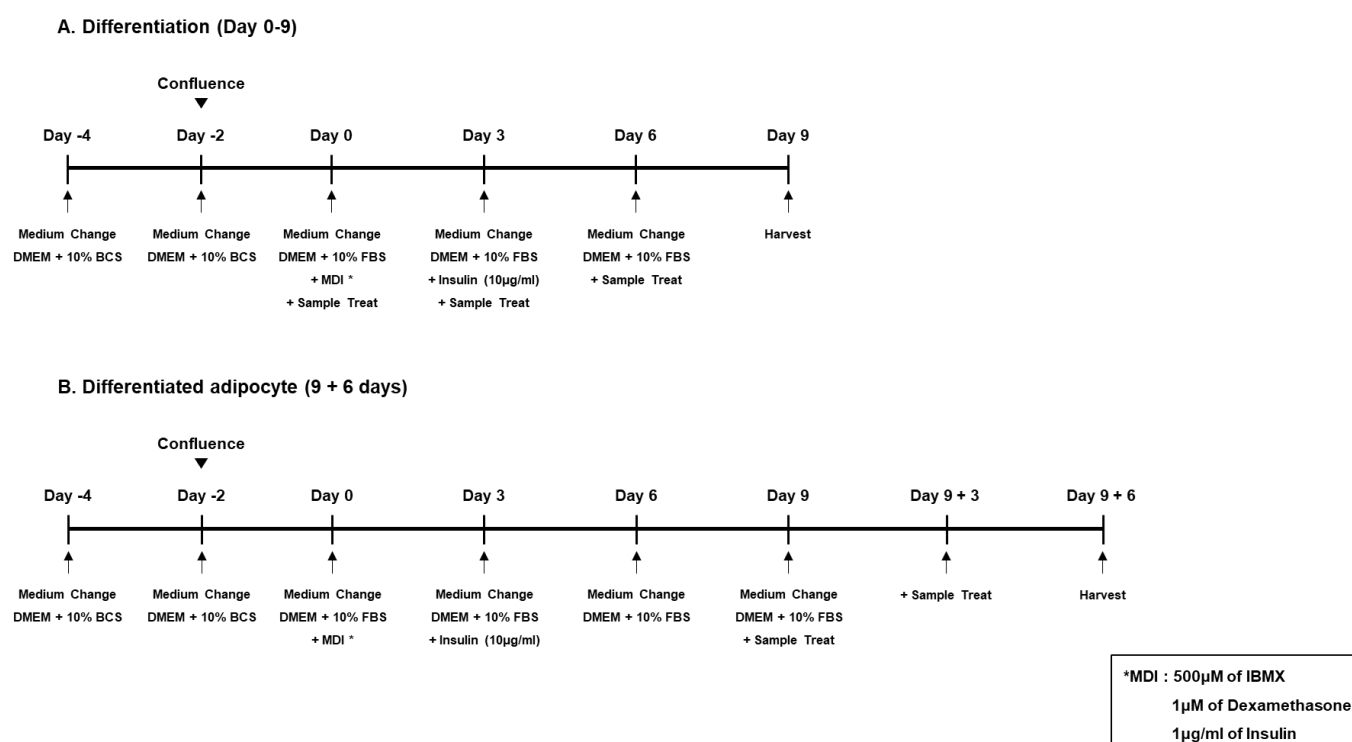 A. Differentiation (Day 0-9)
Confluence
Day -4 Day -2 Day 0 Day 3 Day 6 Day 9
Medium Change Medium Change Medium Change Medium Change Medium Change Harvest
DMEM + 10% BCS DMEM + 10% BCS DMEM + 10% FBS DMEM + 10% FBS DMEM + 10% FBS
+ MDI * + Insulin (10μg/ml) + Sample Treat
+ Sample Treat + Sample Treat
B. Differentiated adipocyte (9 + 6 days)
Confluence
Day -4 Day -2 Day 0 Day 3 Day 6 Day 9 Day 9 + 3 Day 9 + 6
Medium Change Medium Change Medium Change Medium Change Medium Change Medium Change + Sample Treat Harvest
DMEM + 10% BCS DMEM + 10% BCS DMEM + 10% FBS DMEM + 10% FBS DMEM + 10% FBS DMEM + 10% FBS
+ MDI * + Insulin (10μg/ml) + Sample Treat
*MDI : 500μM of IBMX
1μM of Dexamethasone
1μg/ml of Insulin